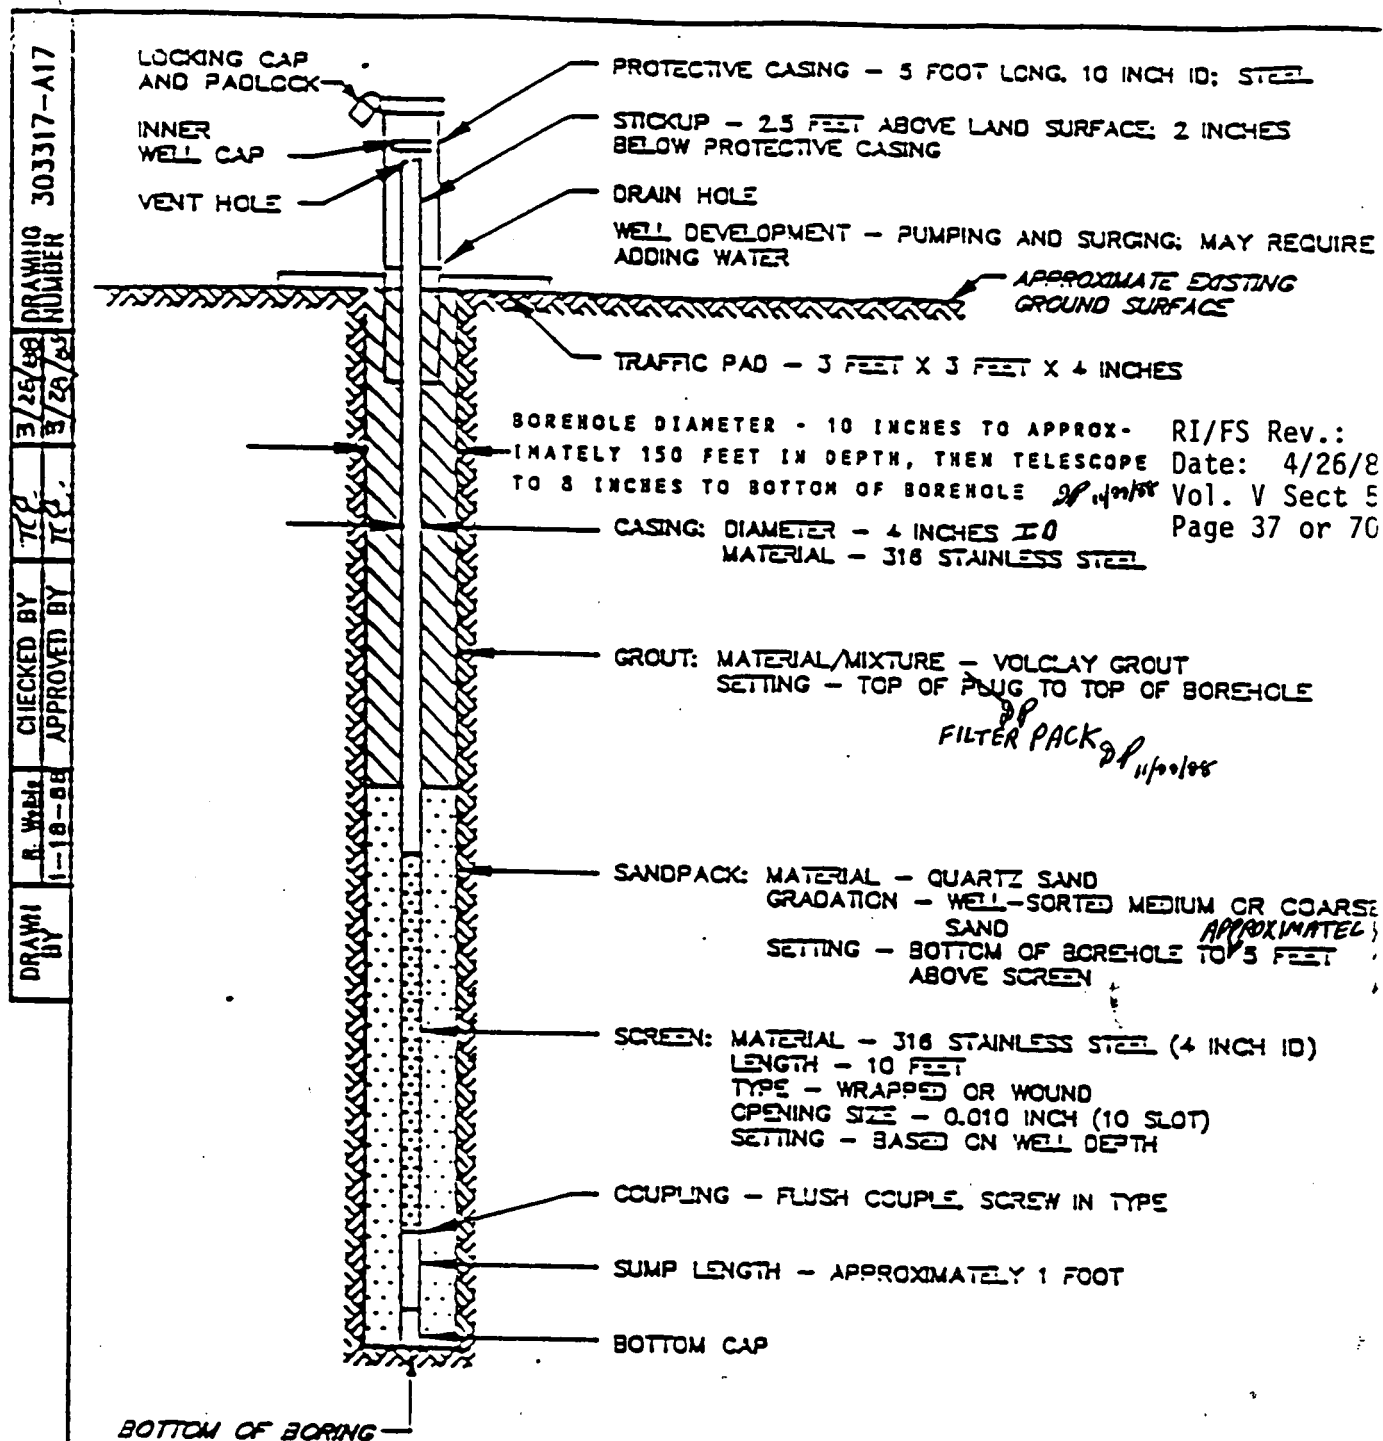 DRAWING NUMBER 303317-A17
3/28/88
CHECKED BY
APPROVED BY
DRAWN BY
1-18-88
LOCKING CAP
AND PADLOCK
INNER
WELL CAP
VENT HOLE
PROTECTIVE CASING - 5 FOOT LONG, 10 INCH ID; STEEL
STICKUP - 2.5 FEET ABOVE LAND SURFACE; 2 INCHES
BELOW PROTECTIVE CASING
DRAIN HOLE
WELL DEVELOPMENT - PUMPING AND SURGING; MAY REQUIRE
ADDING WATER
APPROXIMATE EXISTING
GROUND SURFACE
TRAFFIC PAD - 3 FEET X 3 FEET X 4 INCHES
BOREHOLE DIAMETER - 10 INCHES TO APPROX-
IMATELY 150 FEET IN DEPTH, THEN TELESCOPE
TO 8 INCHES TO BOTTOM OF BOREHOLE
RI/FS Rev.:
Date: 4/26/8
Vol. V Sect 5
Page 37 or 70
CASING: DIAMETER - 4 INCHES ID
MATERIAL - 316 STAINLESS STEEL
GROUT: MATERIAL/MIXTURE - VOLCLAY GROUT
SETTING - TOP OF PLUG TO TOP OF BOREHOLE
DP
FILTER PACK DP
SANDPACK: MATERIAL - QUARTZ SAND
GRADATION - WELL-SORTED MEDIUM OR COARSE
SAND
APPROXIMATEL
SETTING - BOTTOM OF BOREHOLE TO 5 FEET
ABOVE SCREEN
SCREEN: MATERIAL - 316 STAINLESS STEEL (4 INCH ID)
LENGTH - 10 FEET
TYPE - WRAPPED OR WOUND
OPENING SIZE - 0.010 INCH (10 SLOT)
SETTING - BASED ON WELL DEPTH
COUPLING - FLUSH COUPLE, SCREW IN TYPE
SUMP LENGTH - APPROXIMATELY 1 FOOT
BOTTOM CAP
BOTTOM OF BORING